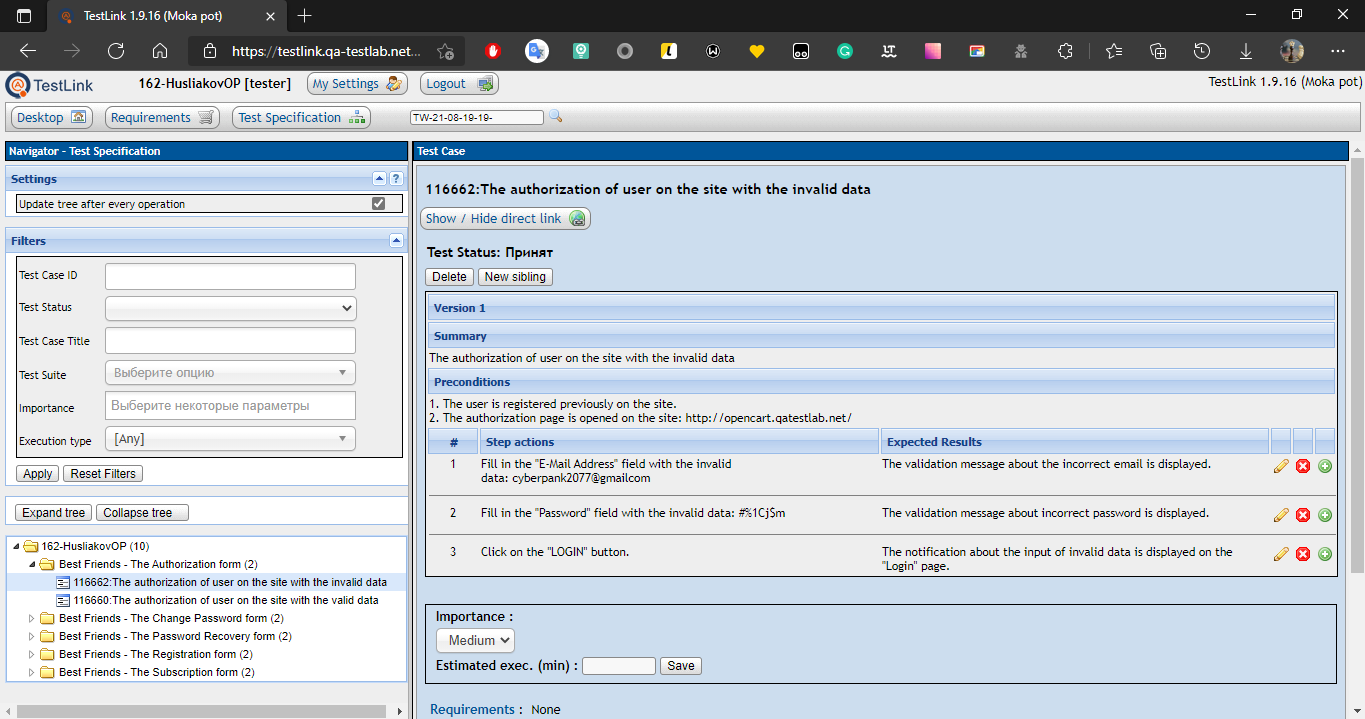 TestLink 1.9.16 (Moka pot)
https://testlink.qa-testlab.net...
TestLink
162-HusliakovOP [tester]
My Settings
Logout
TestLink 1.9.16 (Moka pot)
Desktop
Requirements
Test Specification
TW-21-08-19-19-
Navigator - Test Specification
Settings
?
Update tree after every operation
Filters
Test Case ID
Test Status
Test Case Title
Test Suite
Выберите опцию
Importance
Выберите некоторые параметры
Execution type
[Any]
Apply
Reset Filters
Expand tree
Collapse tree
162-HusliakovOP (10)
Best Friends - The Authorization form (2)
116662:The authorization of user on the site with the invalid data
116660:The authorization of user on the site with the valid data
Best Friends - The Change Password form (2)
Best Friends - The Password Recovery form (2)
Best Friends - The Registration form (2)
Best Friends - The Subscription form (2)
Test Case
116662:The authorization of user on the site with the invalid data
Show / Hide direct link
Test Status: Принят
Delete
New sibling
Version 1
Summary
The authorization of user on the site with the invalid data
Preconditions
1. The user is registered previously on the site.
2. The authorization page is opened on the site: http://opencart.qatestlab.net/
# Step actions Expected Results
1 Fill in the "E-Mail Address" field with the invalid
data: cyberpank2077@gmailcom
The validation message about the incorrect email is displayed.
2 Fill in the "Password" field with the invalid data: #%1Cj$m
The validation message about incorrect password is displayed.
3 Click on the "LOGIN" button.
The notification about the input of invalid data is displayed on the
"Login" page.
Importance :
Medium
Estimated exec. (min) :
Save
Requirements : None